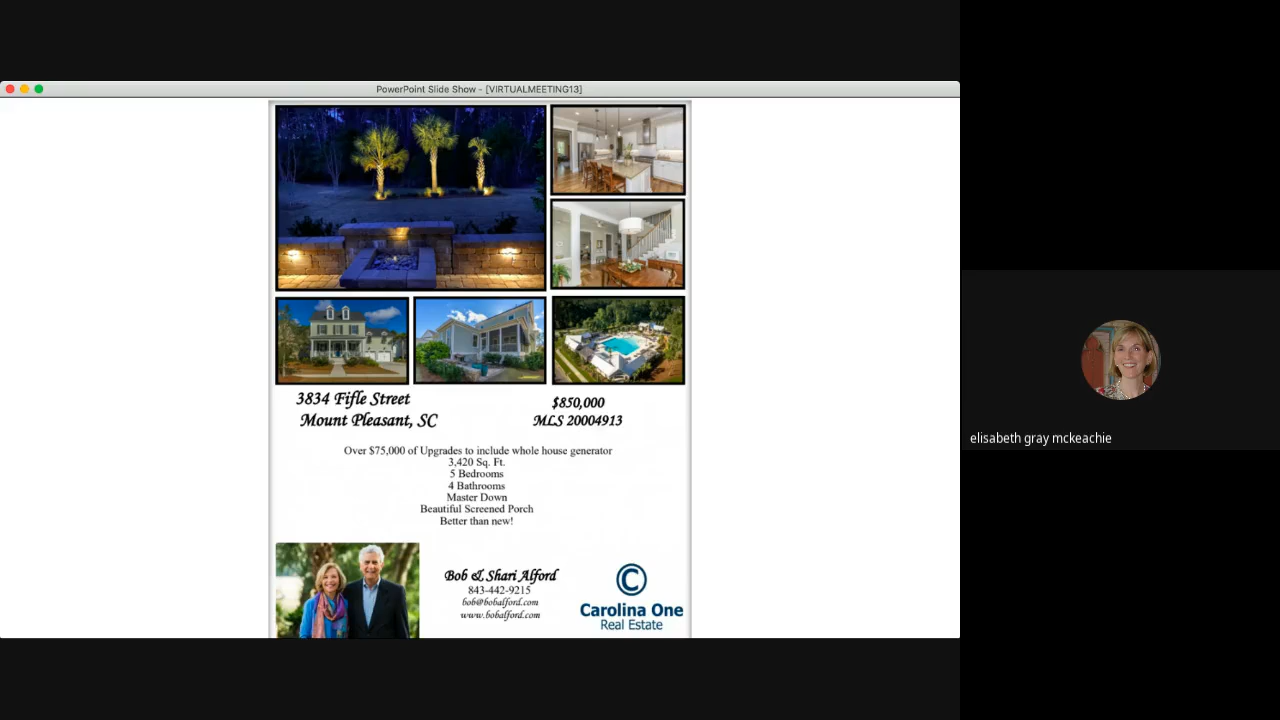 PowerPoint Slide Show - [VIRTUALMEETING13]
3834 Fifle Street
Mount Pleasant, SC
$850,000
MLS 20004913
Over $75,000 of Upgrades to include whole house generator
3,420 Sq. Ft.
5 Bedrooms
4 Bathrooms
Master Down
Beautiful Screened Porch
Better than new!
Bob & Shari Alford
843-442-9215
bob@bobalford.com
www.bobalford.com
C
Carolina One
Real Estate
elisabeth gray mckeachie